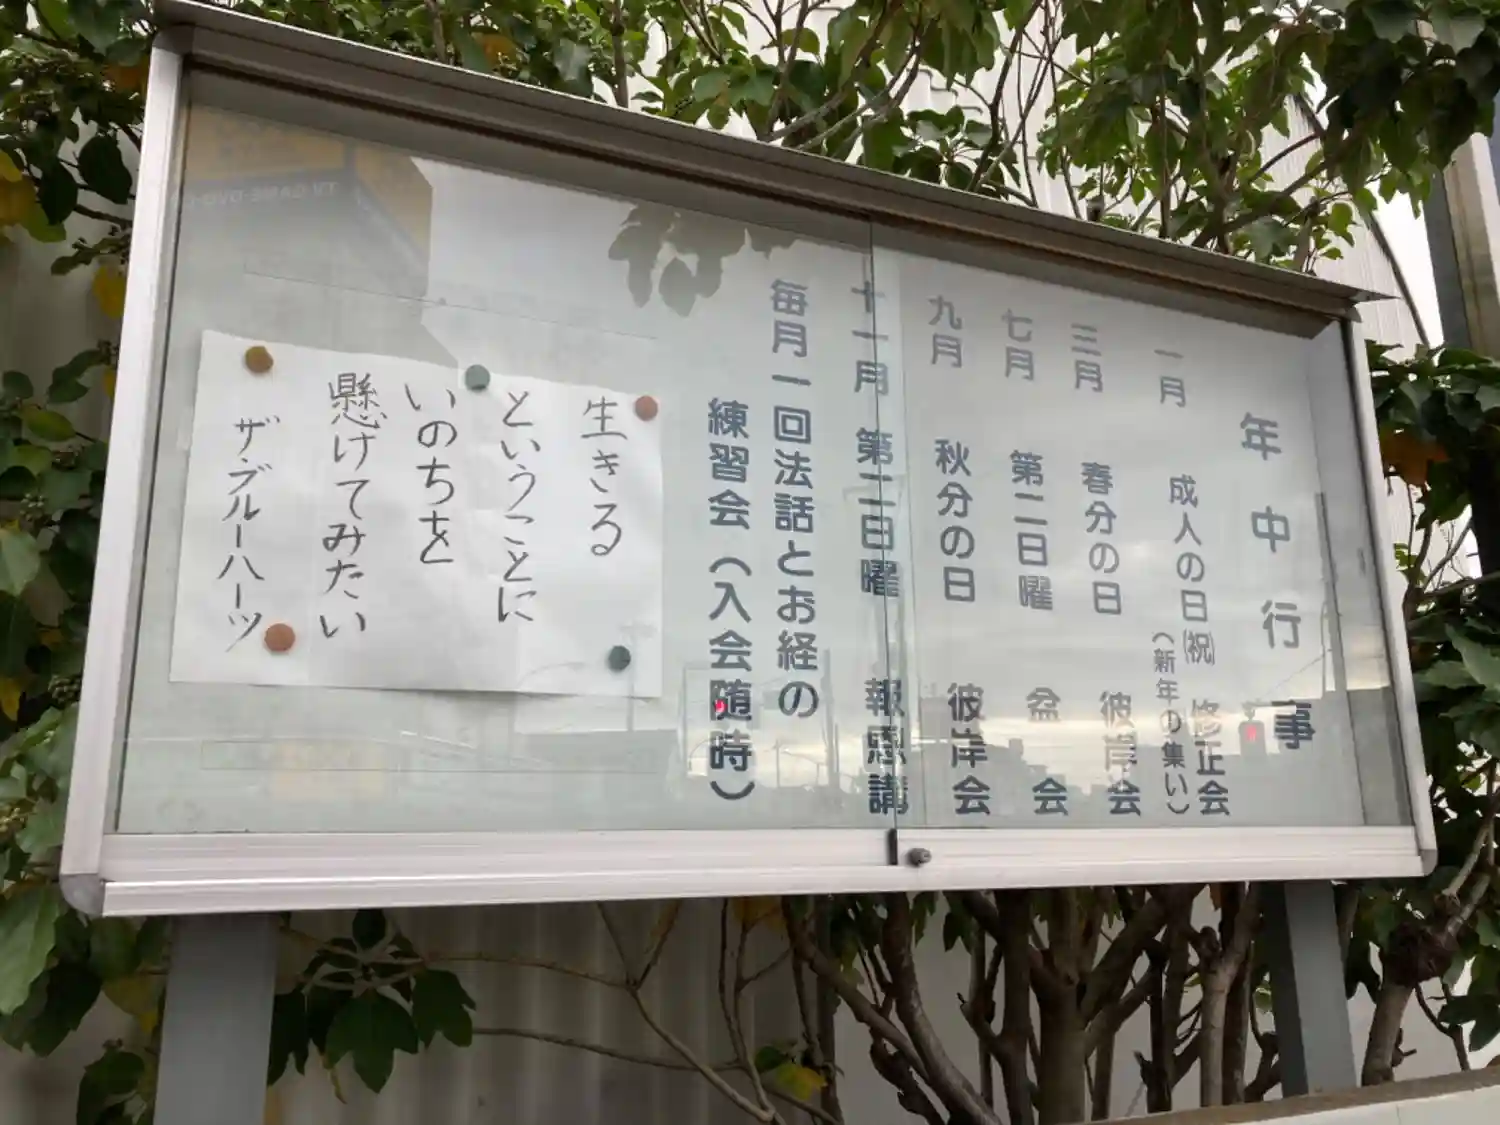 年中行事
一月 成人の日(祝) 修正会
(新年の集い)
三月 春分の日 彼岸会
七月 第二日曜 盆会
九月 秋分の日 彼岸会
十一月 第二日曜 報恩講
毎月一回法話とお経の
練習会(入会随時)
生きる
ということに
いのちを
懸けてみたい
ザ・ブルーハーツ